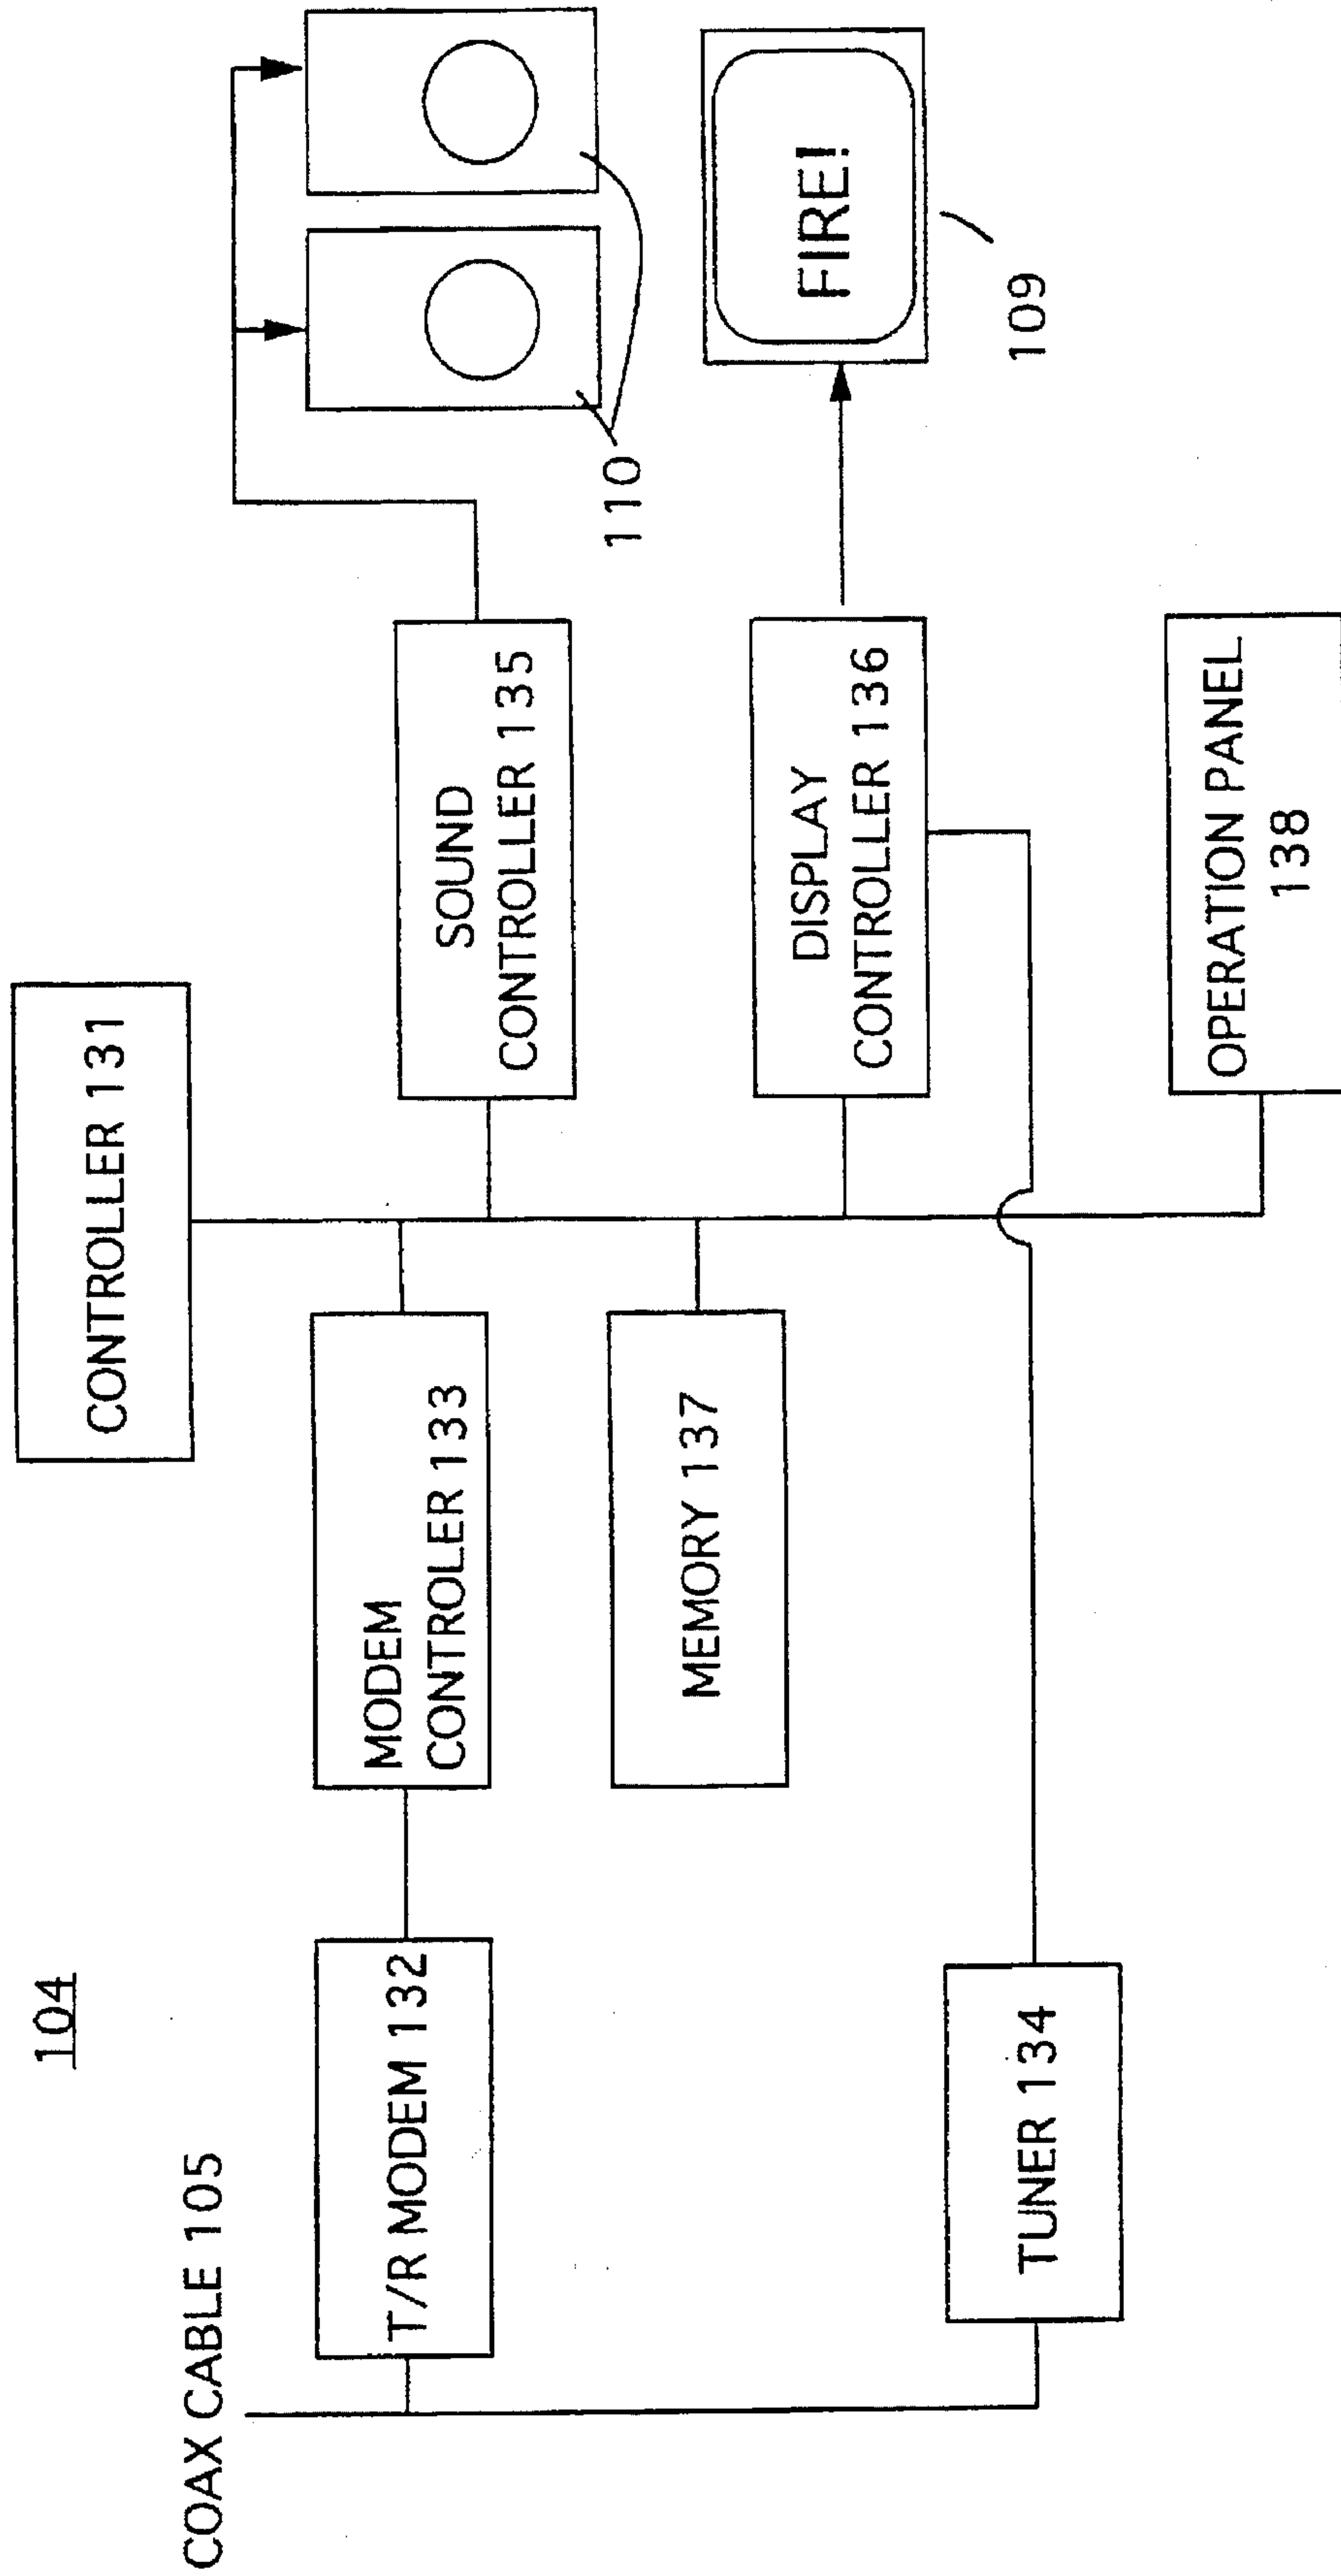 104
COAX CABLE 105
CONTROLLER 131
T/R MODEM 132
MODEM
CONTROLLER 133
SOUND
CONTROLLER 135
110
MEMORY 137
DISPLAY
CONTROLLER 136
FIRE!
109
TUNER 134
OPERATION PANEL
138